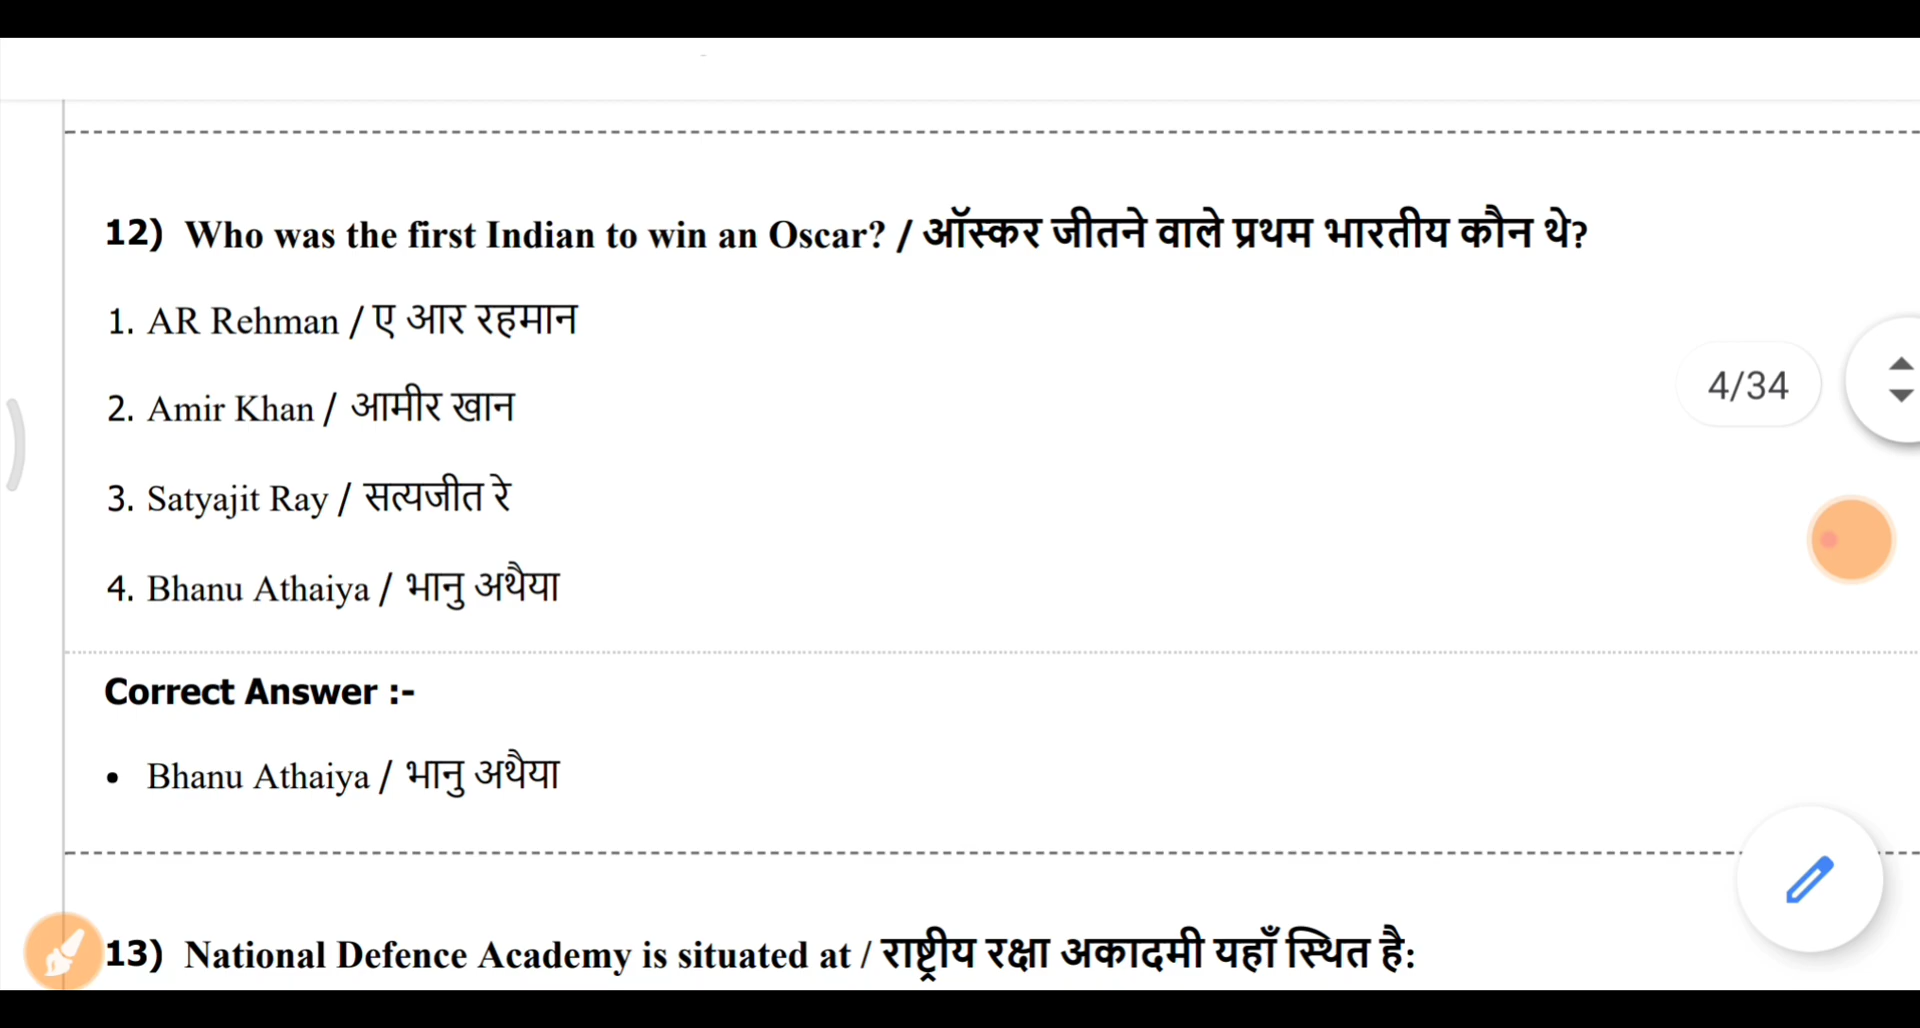 12) Who was the first Indian to win an Oscar? / ऑस्कर जीतने वाले प्रथम भारतीय कौन थे?
1. AR Rehman / ए आर रहमान
2. Amir Khan / आमीर खान
4/34
3. Satyajit Ray / सत्यजीत रे
4. Bhanu Athaiya / भानु अथैया
Correct Answer :-
• Bhanu Athaiya / भानु अथैया
13) National Defence Academy is situated at / राष्ट्रीय रक्षा अकादमी यहाँ स्थित है: